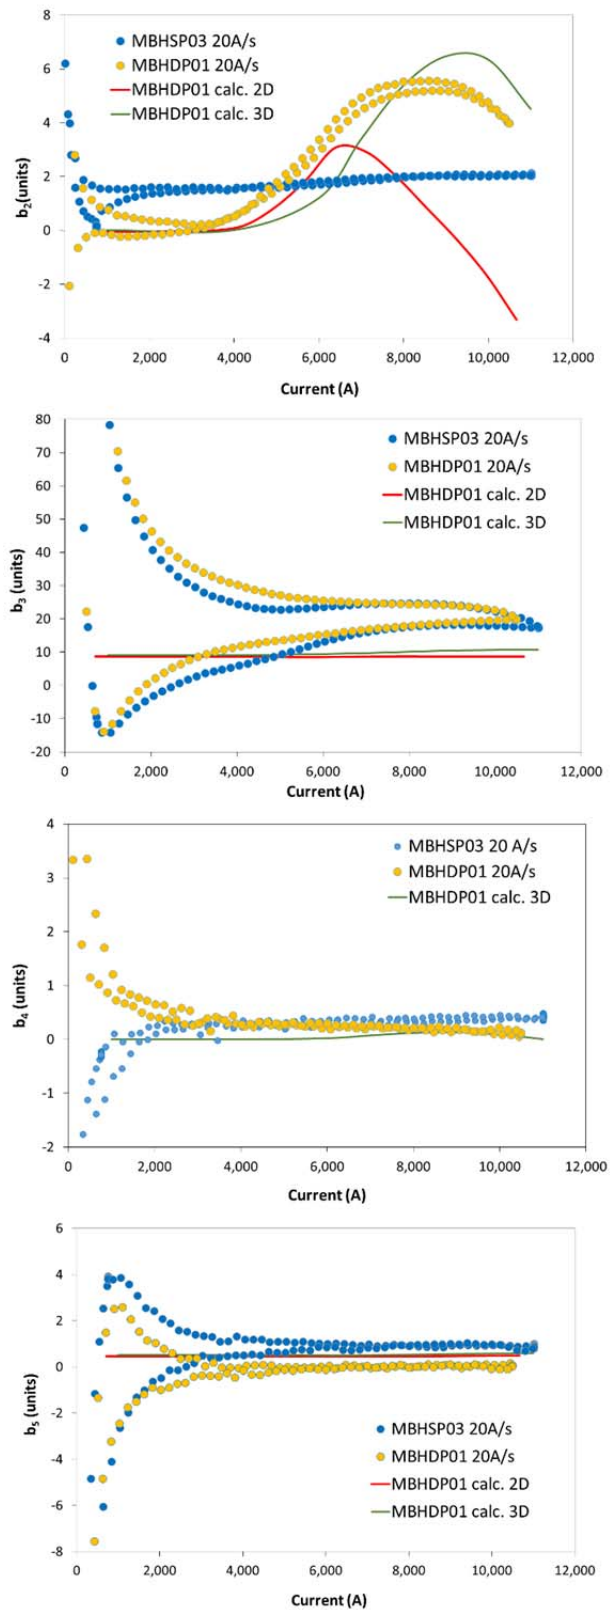 8
6
4
2
0
-2
-4
b2(units)
MBHSP03 20A/s
MBHDP01 20A/s
MBHDP01 calc. 2D
MBHDP01 calc. 3D
0 2,000 4,000 6,000 8,000 10,000 12,000
Current (A)
80
70
60
50
40
30
20
10
0
-10
-20
b3 (units)
MBHSP03 20A/s
MBHDP01 20A/s
MBHDP01 calc. 2D
MBHDP01 calc. 3D
0 2,000 4,000 6,000 8,000 10,000 12,000
Current (A)
4
3
2
1
0
-1
-2
b4 (units)
MBHSP03 20 A/s
MBHDP01 20A/s
MBHDP01 calc. 3D
0 2,000 4,000 6,000 8,000 10,000 12,000
Current (A)
6
4
2
0
-2
-4
-6
-8
b5 (units)
MBHSP03 20A/s
MBHDP01 20A/s
MBHDP01 calc. 2D
MBHDP01 calc. 3D
0 2,000 4,000 6,000 8,000 10,000 12,000
Current (A)